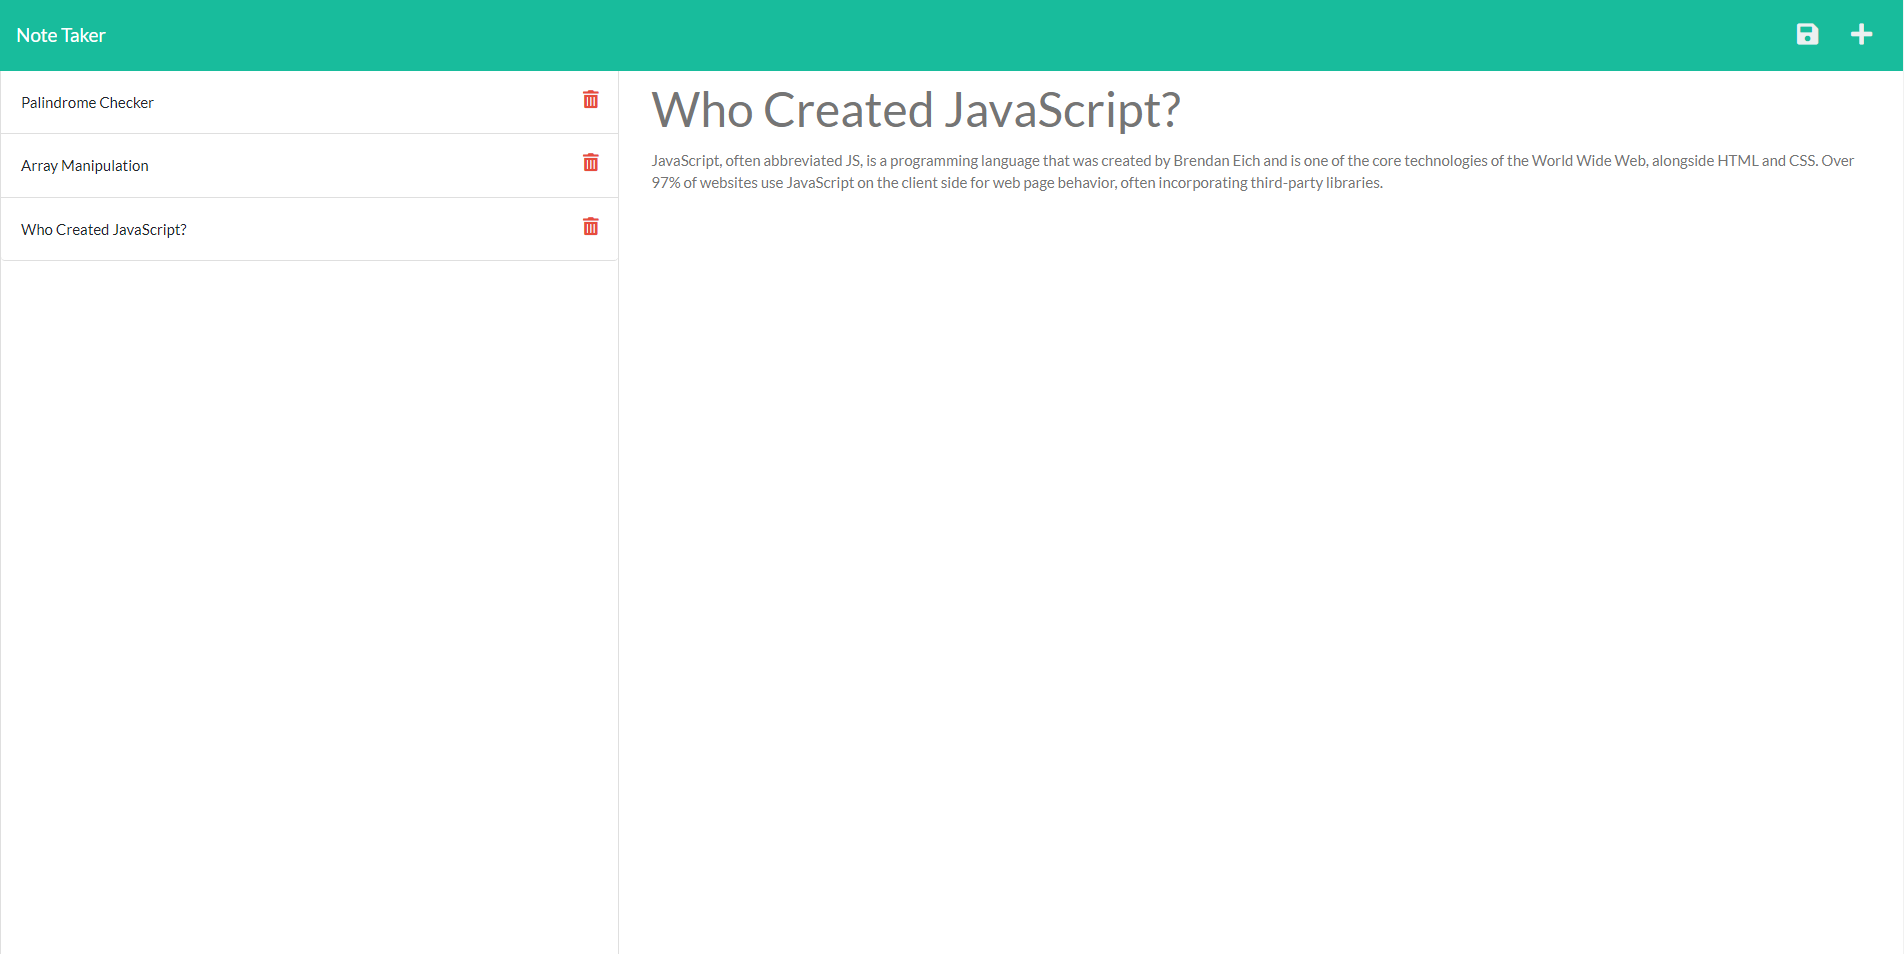 Note Taker
Palindrome Checker
Array Manipulation
Who Created JavaScript?
Who Created JavaScript?
JavaScript, often abbreviated JS, is a programming language that was created by Brendan Eich and is one of the core technologies of the World Wide Web, alongside HTML and CSS. Over
97% of websites use JavaScript on the client side for web page behavior, often incorporating third-party libraries.